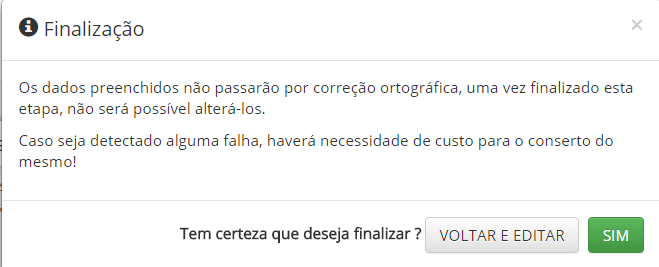 Finalização
×
Os dados preenchidos não passarão por correção ortográfica, uma vez finalizado esta
etapa, não será possível alterá-los.
Caso seja detectado alguma falha, haverá necessidade de custo para o conserto do
mesmo!
Tem certeza que deseja finalizar ? VOLTAR E EDITAR SIM